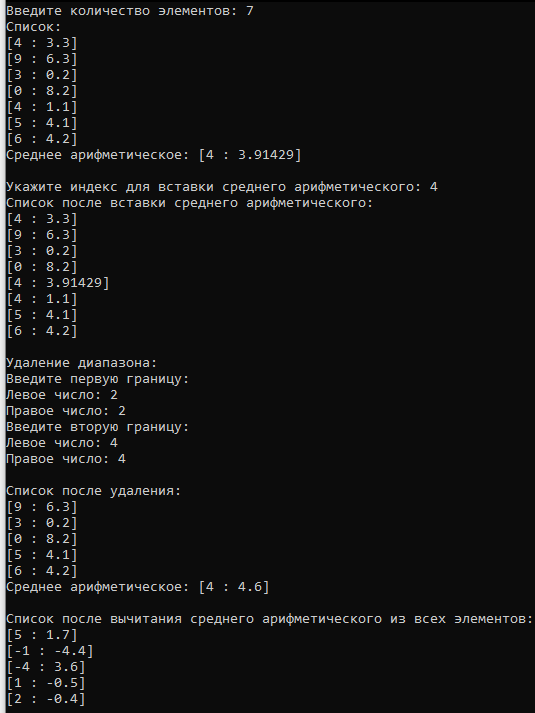 Введите количество элементов: 7
Список:
[4 : 3.3]
[9 : 6.3]
[3 : 0.2]
[0 : 8.2]
[4 : 1.1]
[5 : 4.1]
[6 : 4.2]
Среднее арифметическое: [4 : 3.91429]
Укажите индекс для вставки среднего арифметического: 4
Список после вставки среднего арифметического:
[4 : 3.3]
[9 : 6.3]
[3 : 0.2]
[0 : 8.2]
[4 : 3.91429]
[4 : 1.1]
[5 : 4.1]
[6 : 4.2]
Удаление диапазона:
Введите первую границу:
Левое число: 2
Правое число: 2
Введите вторую границу:
Левое число: 4
Правое число: 4
Список после удаления:
[9 : 6.3]
[3 : 0.2]
[0 : 8.2]
[5 : 4.1]
[6 : 4.2]
Среднее арифметическое: [4 : 4.6]
Список после вычитания среднего арифметического из всех элементов:
[5 : 1.7]
[-1 : -4.4]
[-4 : 3.6]
[1 : -0.5]
[2 : -0.4]